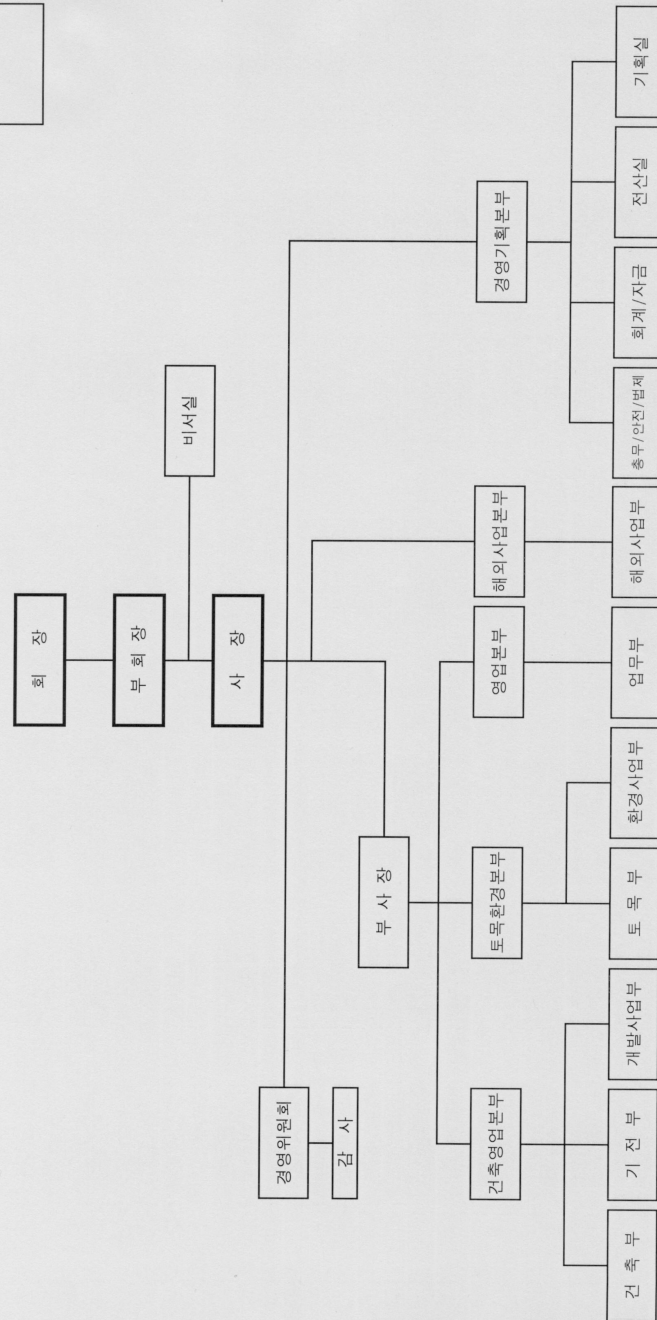 회 장
부 회 장
비서실
사 장
경영위원회
감 사
부 사 장
건축영업본부
토목환경본부
영업본부
해외사업본부
경영기획본부
건 축 부
기 전 부
개발사업부
토 목 부
환경사업부
업무부
해외사업부
총무/안전/법제
회계/자금
전산실
기획실